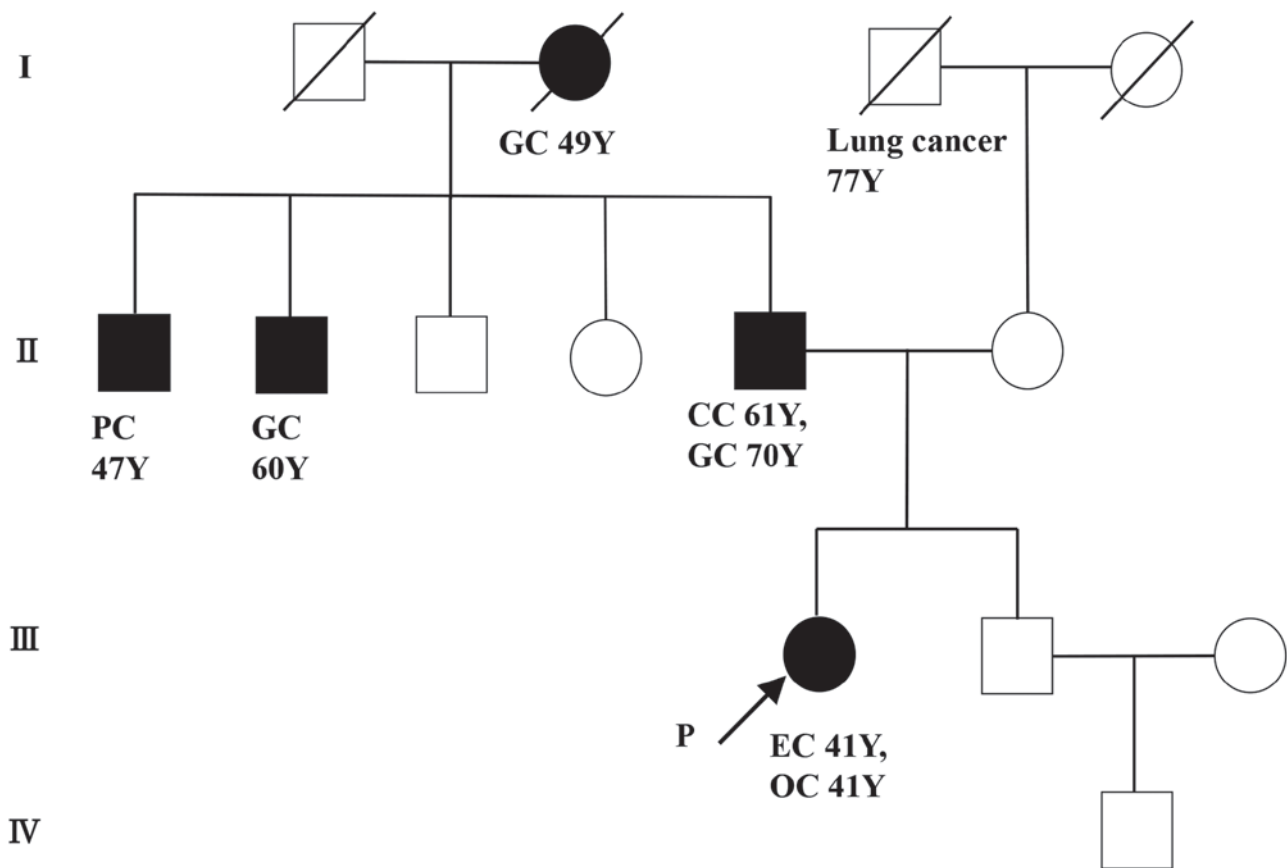 I
GC 49Y
Lung cancer
77Y
II
PC
47Y
GC
60Y
CC 61Y,
GC 70Y
III
P
EC 41Y,
OC 41Y
IV